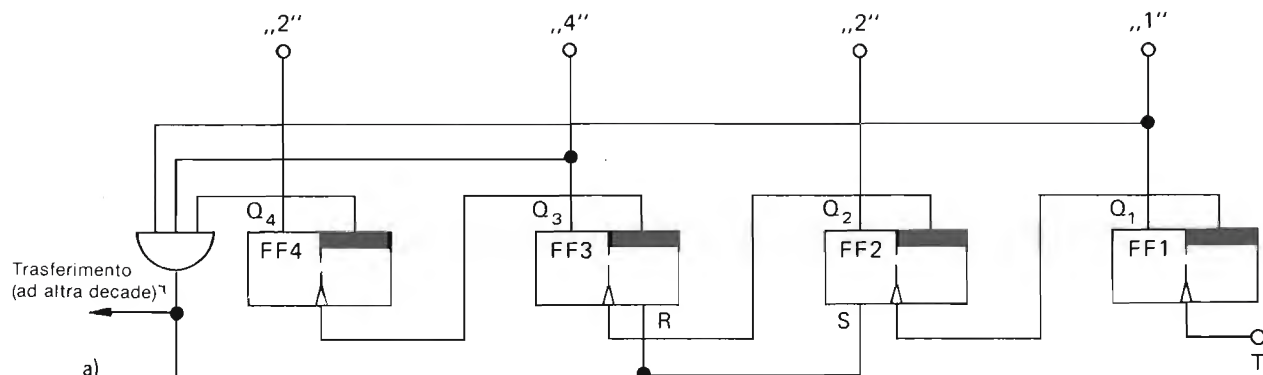 „2" „4" „2" „1"
Q4 Q3 Q2 Q1
FF4 FF3 FF2 FF1
Trasferimento
(ad altra decade)
R S
T
a)